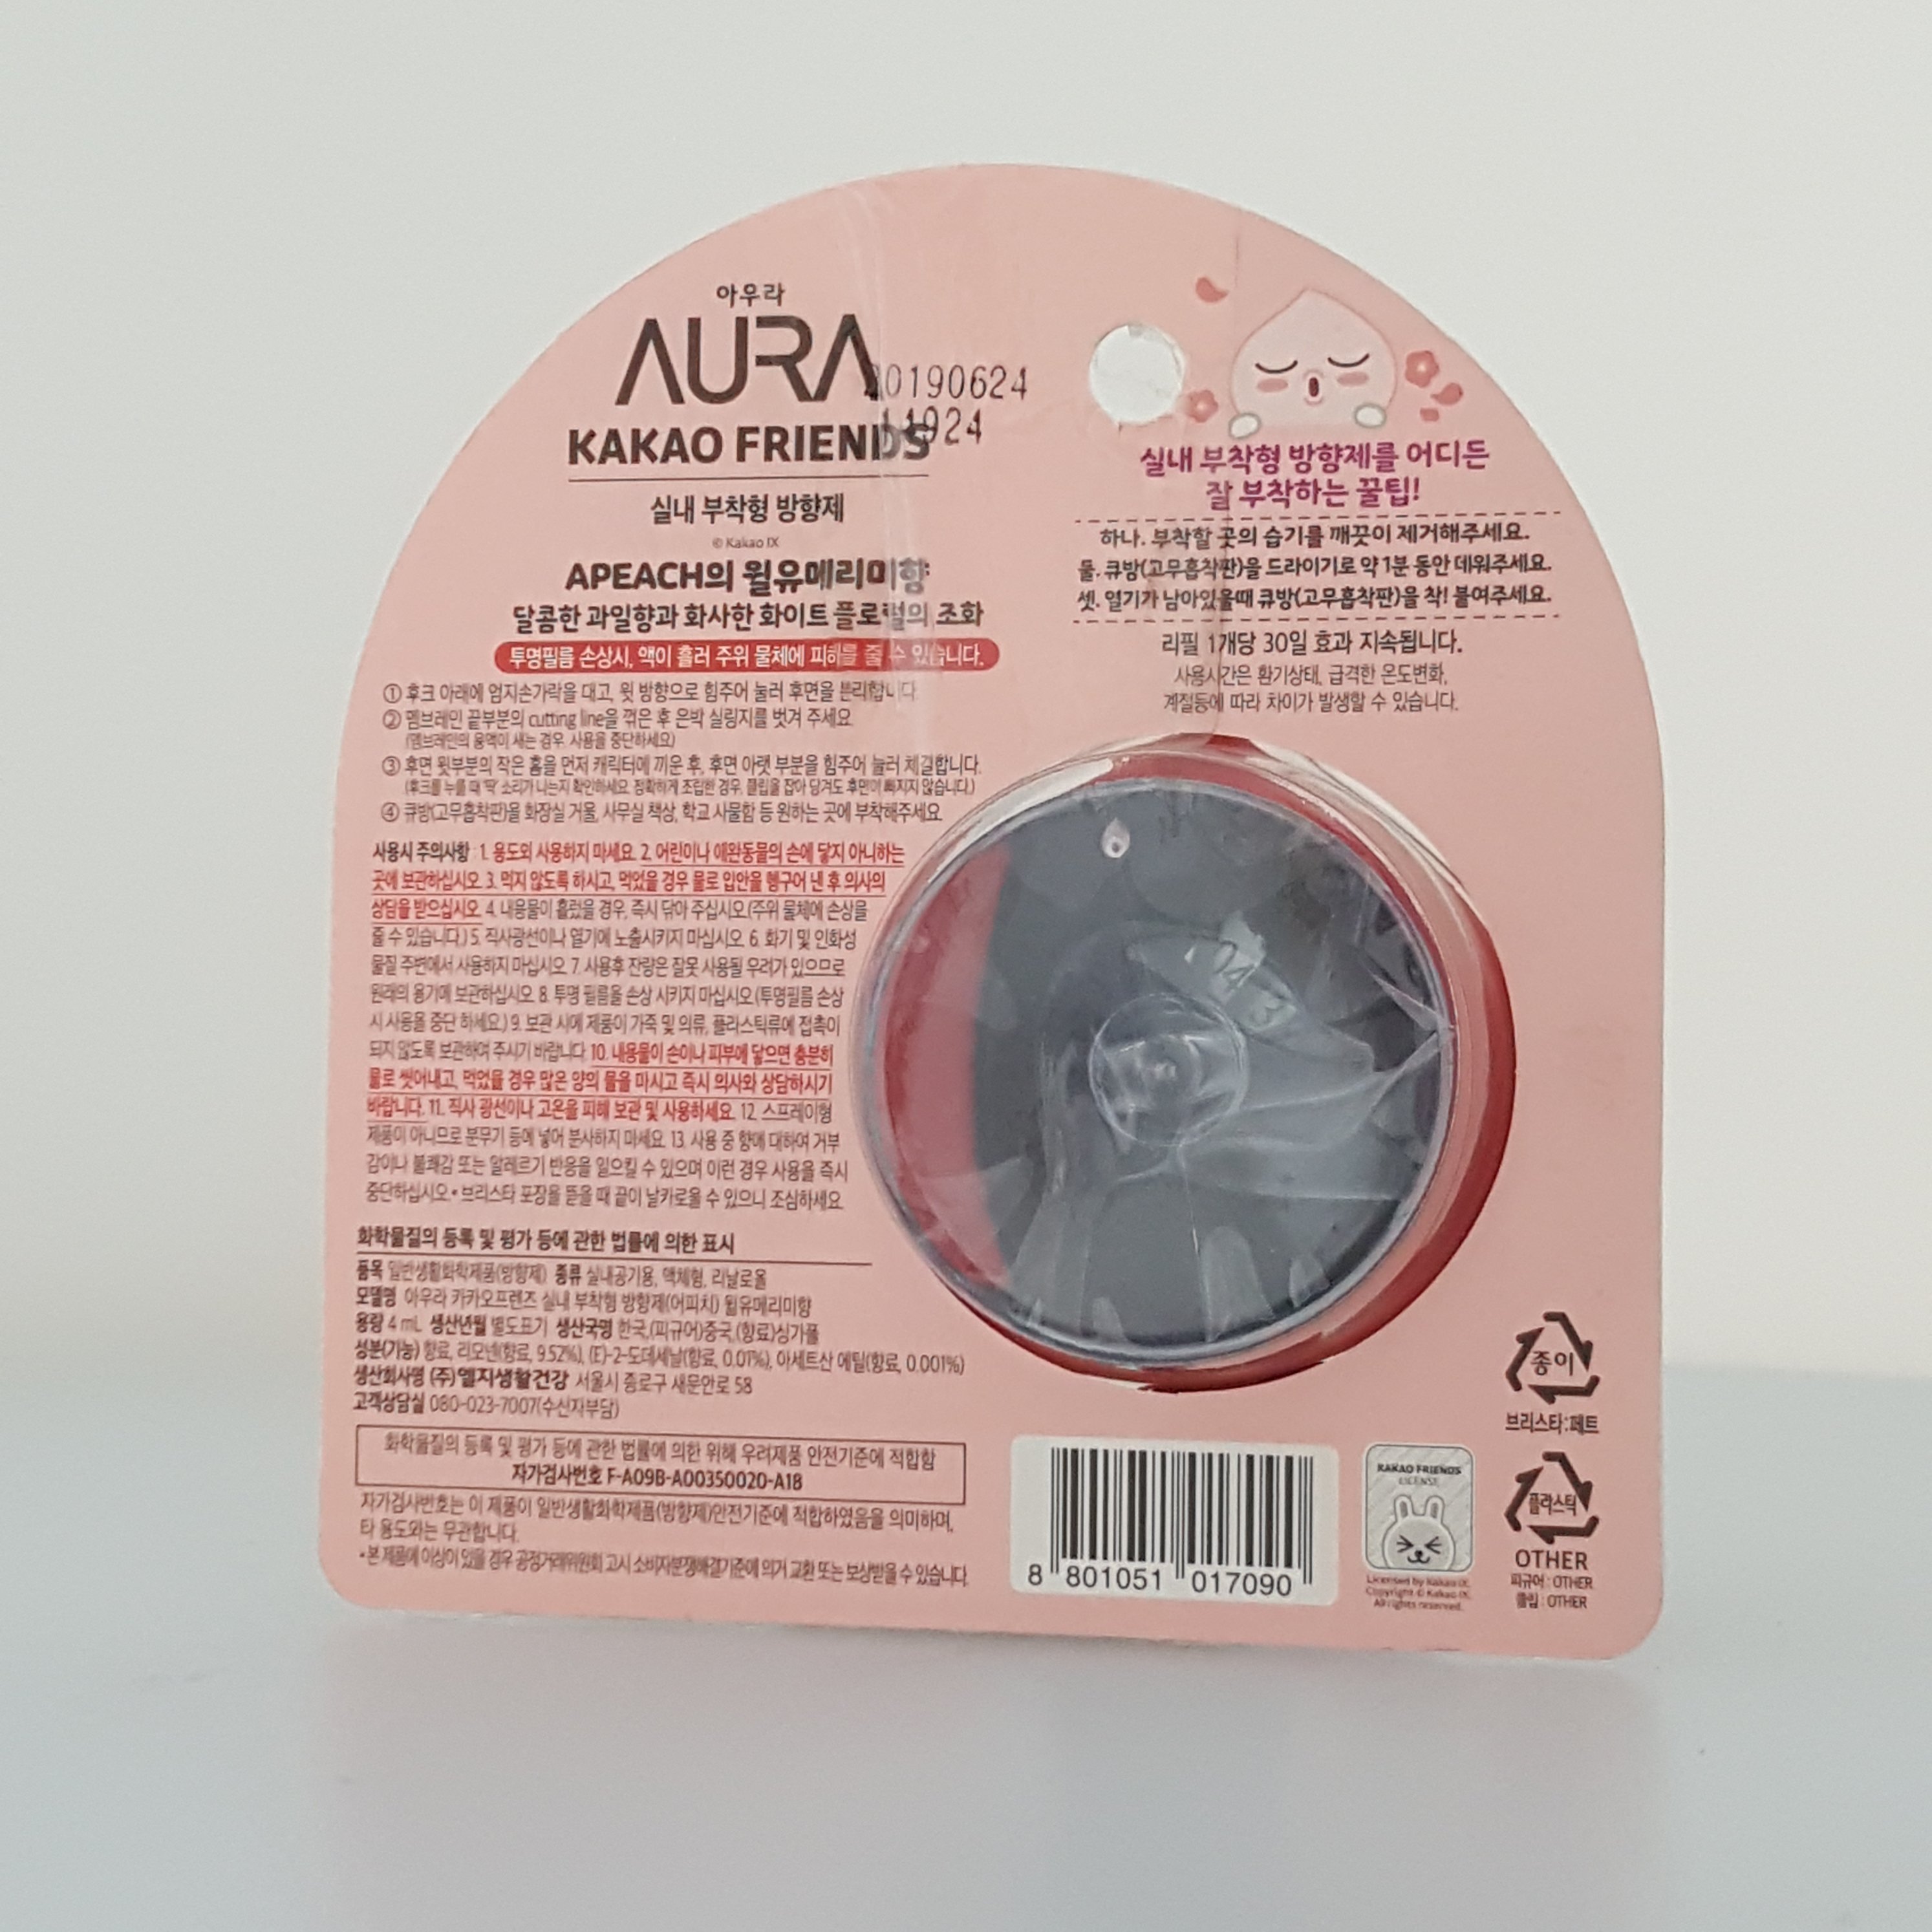 아우라
AURA
20190624
11924
KAKAO FRIENDS
실내 부착형 방향제
© Kakao IX
APEACH의 윌유메리미향
달콤한 과일향과 화사한 화이트 플로럴의 조화
투명필름 손상시, 액이 흘러 주위 물체에 피해를 줄 수 있습니다.
① 후크 아래에 엄지손가락을 대고, 윗 방향으로 힘주어 눌러 후면을 분리합니다.
② 멤브레인 끝부분의 cutting line을 꺾은 후 은박 실링지를 벗겨 주세요.
(멤브레인의 용액이 새는 경우, 사용을 중단하세요)
③ 후면 윗부분의 작은 홈을 먼저 캐릭터에 끼운 후, 후면 아랫 부분을 힘주어 눌러 체결합니다.
(후크를 누를 때 '딱' 소리가 나는지 확인하세요. 정확하게 조립한 경우, 클립을 잡아 당겨도 후면이 빠지지 않습니다.)
④ 큐방(고무흡착판)을 화장실 거울, 사무실 책상, 학교 사물함 등 원하는 곳에 부착해주세요.
사용시 주의사항 : 1. 용도외 사용하지 마세요. 2. 어린이나 애완동물의 손에 닿지 아니하는
곳에 보관하십시오. 3. 먹지 않도록 하시고, 먹었을 경우 물로 입안을 헹구어 낸 후 의사의
상담을 받으십시오. 4. 내용물이 흘렀을 경우, 즉시 닦아 주십시오.(주위 물체에 손상을
줄 수 있습니다.) 5. 직사광선이나 열기에 노출시키지 마십시오. 6. 화기 및 인화성
물질 주변에서 사용하지 마십시오. 7. 사용후 잔량은 잘못 사용될 우려가 있으므로
원래의 용기에 보관하십시오. 8. 투명 필름을 손상 시키지 마십시오.(투명필름 손상
시 사용을 중단 하세요.) 9. 보관 시에 제품이 가죽 및 의류, 플라스틱류에 접촉이
되지 않도록 보관하여 주시기 바랍니다. 10. 내용물이 손이나 피부에 닿으면 충분히
물로 씻어내고, 먹었을 경우 많은 양의 물을 마시고 즉시 의사와 상담하시기
바랍니다. 11. 직사 광선이나 고온을 피해 보관 및 사용하세요. 12. 스프레이형
제품이 아니므로 분무기 등에 넣어 분사하지 마세요. 13. 사용 중 향에 대하여 거부
감이나 불쾌감 또는 알레르기 반응을 일으킬 수 있으며 이런 경우 사용을 즉시
중단하십시오. • 브리스타 포장을 뜯을 때 끝이 날카로울 수 있으니 조심하세요.
화학물질의 등록 및 평가 등에 관한 법률에 의한 표시
품목 일반생활화학제품(방향제) 종류 실내공기용, 액체형, 리날로올
모델명 아우라 카카오프렌즈 실내 부착형 방향제(어피치) 윌유메리미향
용량 4 mL 생산년월 별도표기 생산국명 한국,(피규어)중국,(향료)싱가폴
성분(기능) 향료, 리모넨(향료, 9.52%), (E)-2-도데세날(향료, 0.01%), 아세트산 에틸(향료, 0.001%)
생산회사명 (주)엘지생활건강 서울시 종로구 새문안로 58
고객상담실 080-023-7007(수신자부담)
화학물질의 등록 및 평가 등에 관한 법률에 의한 위해 우려제품 안전기준에 적합함
자가검사번호 F-A09B-A00350020-A18
자가검사번호는 이 제품이 일반생활화학제품(방향제)안전기준에 적합하였음을 의미하며,
타 용도와는 무관합니다.
• 본 제품에 이상이 있을 경우 공정거래위원회 고시 소비자분쟁해결기준에 의거 교환 또는 보상받을 수 있습니다.
실내 부착형 방향제를 어디든
잘 부착하는 꿀팁!
하나. 부착할 곳의 습기를 깨끗이 제거해주세요.
둘. 큐방(고무흡착판)을 드라이기로 약 1분 동안 데워주세요.
셋. 열기가 남아있을때 큐방(고무흡착판)을 착! 붙여주세요.
리필 1개당 30일 효과 지속됩니다.
사용시간은 환기상태, 급격한 온도변화,
계절등에 따라 차이가 발생할 수 있습니다.
8 801051 017090
KAKAO FRIENDS
LICENSE
Licensed by Kakao IX.
Copyright © Kakao IX.
All rights reserved.
종이
브리스타:페트
플라스틱
OTHER
피규어 : OTHER
클립 : OTHER